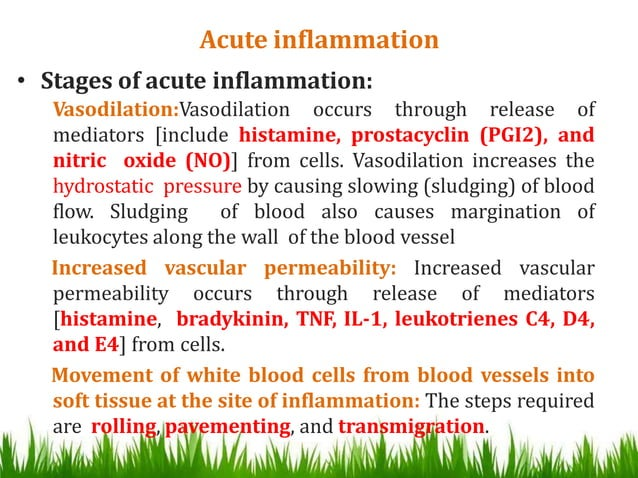 Acute inflammation
• Stages of acute inflammation:
Vasodilation:Vasodilation occurs through release of
mediators [include histamine, prostacyclin (PGI2), and
nitric oxide (NO)] from cells. Vasodilation increases the
hydrostatic pressure by causing slowing (sludging) of blood
flow. Sludging of blood also causes margination of
leukocytes along the wall of the blood vessel
Increased vascular permeability: Increased vascular
permeability occurs through release of mediators
[histamine, bradykinin, TNF, IL-1, leukotrienes C4, D4,
and E4] from cells.
Movement of white blood cells from blood vessels into
soft tissue at the site of inflammation: The steps required
are rolling, pavementing, and transmigration.